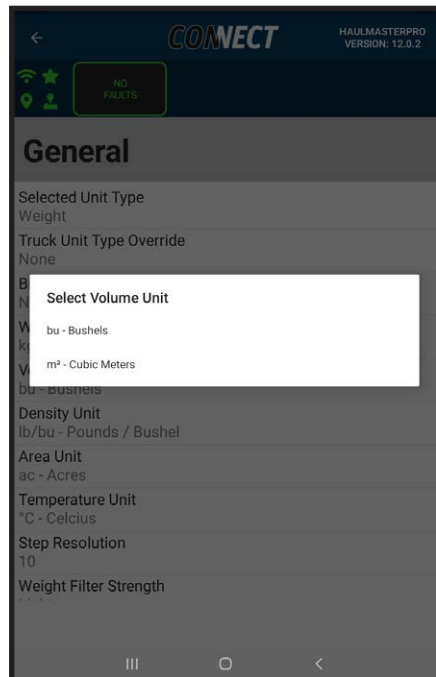 CONNECT
HAULMASTERPRO
VERSION: 12.0.2
NO
FAULTS
General
Selected Unit Type
Weight
Truck Unit Type Override
None
Select Volume Unit
bu - Bushels
m³ - Cubic Meters
bu - Bushels
Density Unit
lb/bu - Pounds / Bushel
Area Unit
ac - Acres
Temperature Unit
°C - Celcius
Step Resolution
10
Weight Filter Strength